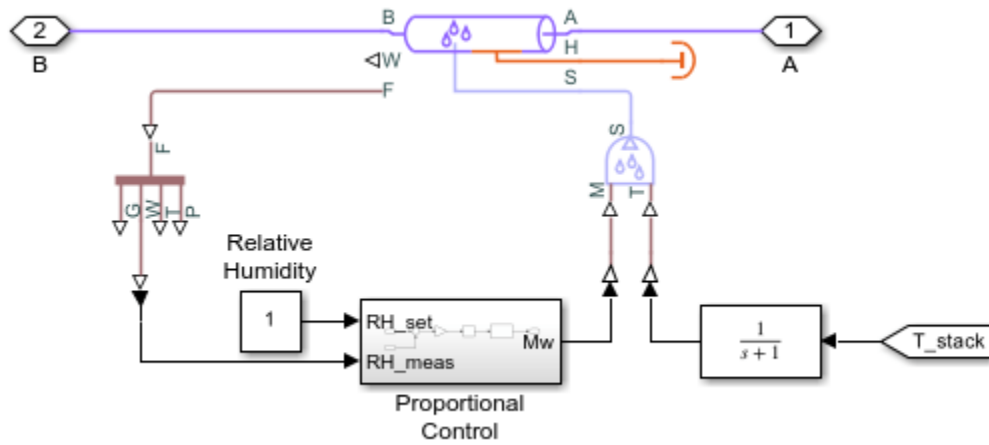 2
B
B
A
H
W
F
S
1
A
S
M
T
F
G
W
T
P
Relative
Humidity
1
RH_set
RH_meas
Mw
Proportional
Control
1
s + 1
T_stack